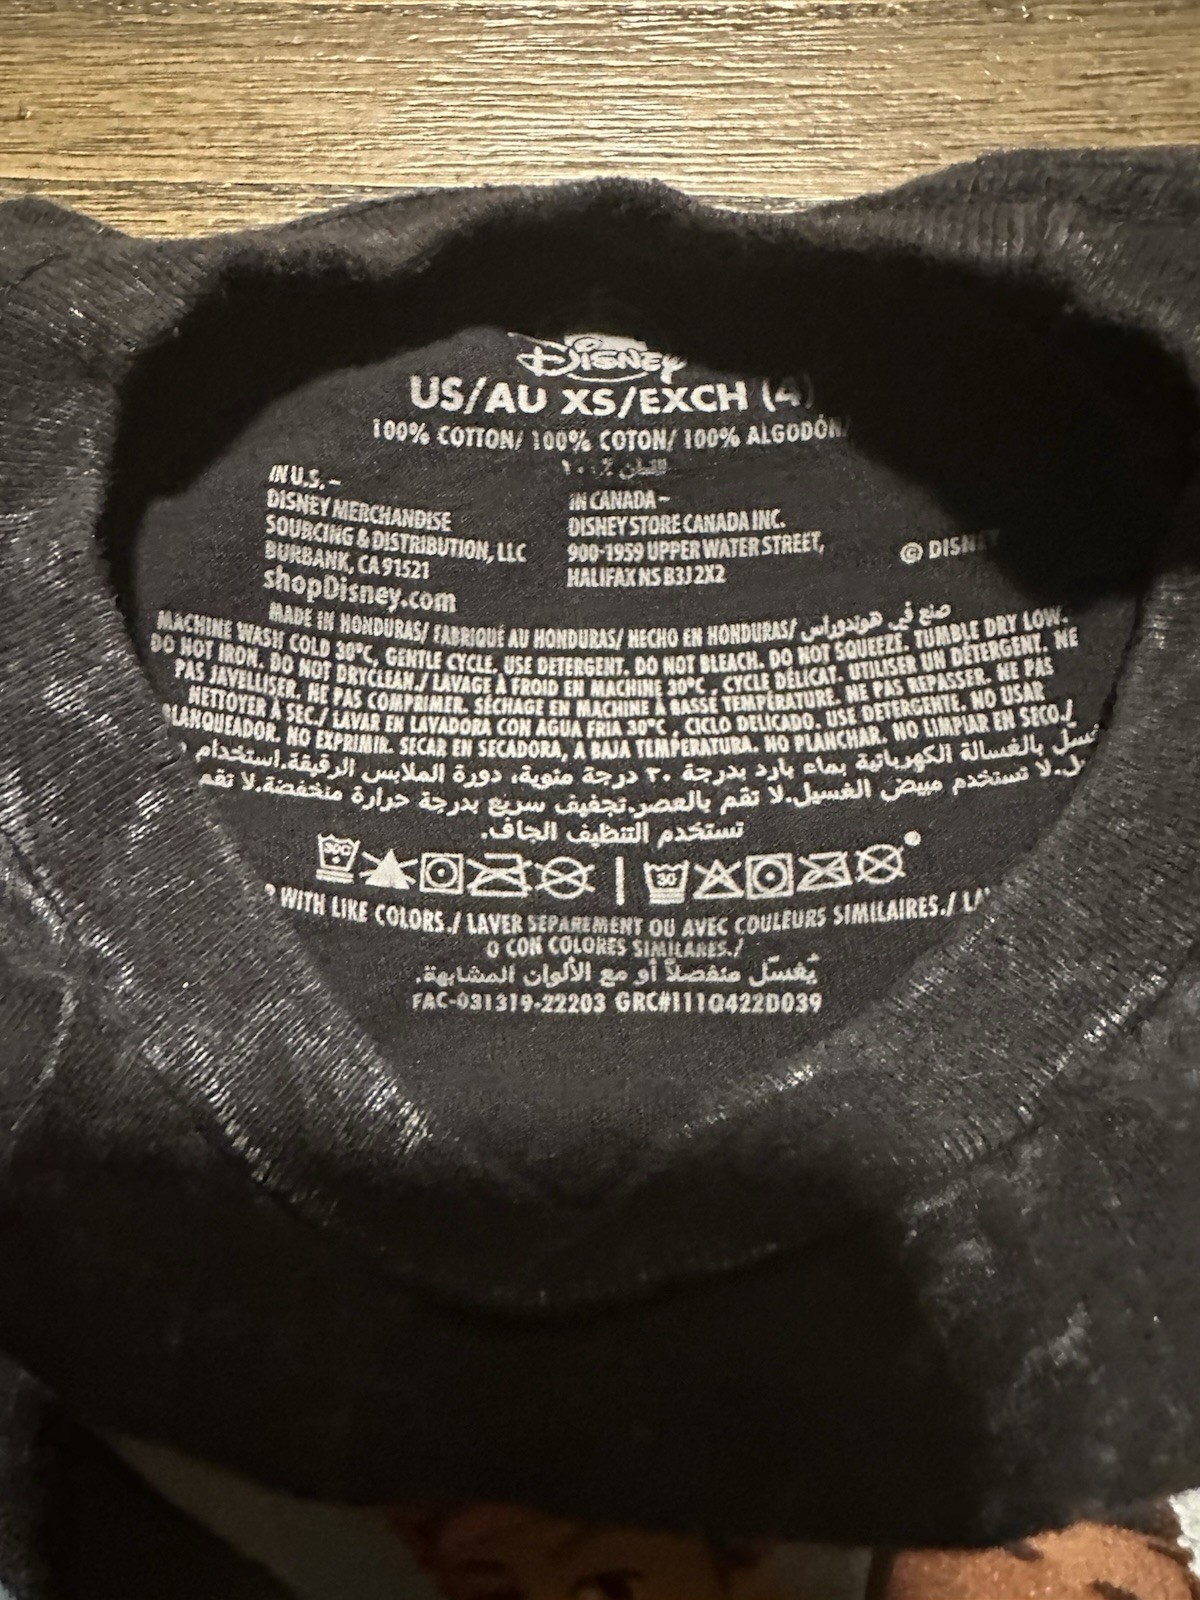 Disney
US/AU XS/EXCH (4)
100% COTTON/ 100% COTON/ 100% ALGODÓN/
١٠٠٪ قطن
IN U.S. –
DISNEY MERCHANDISE
SOURCING & DISTRIBUTION, LLC
BURBANK, CA 91521
shopDisney.com
IN CANADA –
DISNEY STORE CANADA INC.
900-1959 UPPER WATER STREET,
HALIFAX NS B3J 2X2
© DISNEY
MADE IN HONDURAS/ FABRIQUÉ AU HONDURAS/ HECHO EN HONDURAS/ صنع في هوندوراس
MACHINE WASH COLD 30°C, GENTLE CYCLE. USE DETERGENT. DO NOT BLEACH. DO NOT SQUEEZE. TUMBLE DRY LOW.
DO NOT IRON. DO NOT DRYCLEAN./ LAVAGE À FROID EN MACHINE 30°C , CYCLE DÉLICAT. UTILISER UN DÉTERGENT. NE
PAS JAVELLISER. NE PAS COMPRIMER. SÉCHAGE EN MACHINE À BASSE TEMPÉRATURE. NE PAS REPASSER. NE PAS
NETTOYER À SEC./ LAVAR EN LAVADORA CON AGUA FRIA 30°C , CICLO DELICADO. USE DETERGENTE. NO USAR
BLANQUEADOR. NO EXPRIMIR. SECAR EN SECADORA, A BAJA TEMPERATURA. NO PLANCHAR. NO LIMPIAR EN SECO./
بالغسالة الكهربائية بماء بارد بدرجة ٣٠ درجة مئوية، دورة الملابس الرقيقة.استخدام
لا تستخدم مبيض الغسيل.لا تقم بالعصر.تجفيف سريع بدرجة حرارة منخفضة.لا تقم
تستخدم التنظيف الجاف.
30C 30
WITH LIKE COLORS./ LAVER SEPAREMENT OU AVEC COULEURS SIMILAIRES./
O CON COLORES SIMILARES./
يُغسَل منفصلاً أو مع الألوان المشابهة.
FAC-031319-22203 GRC#111Q422D039